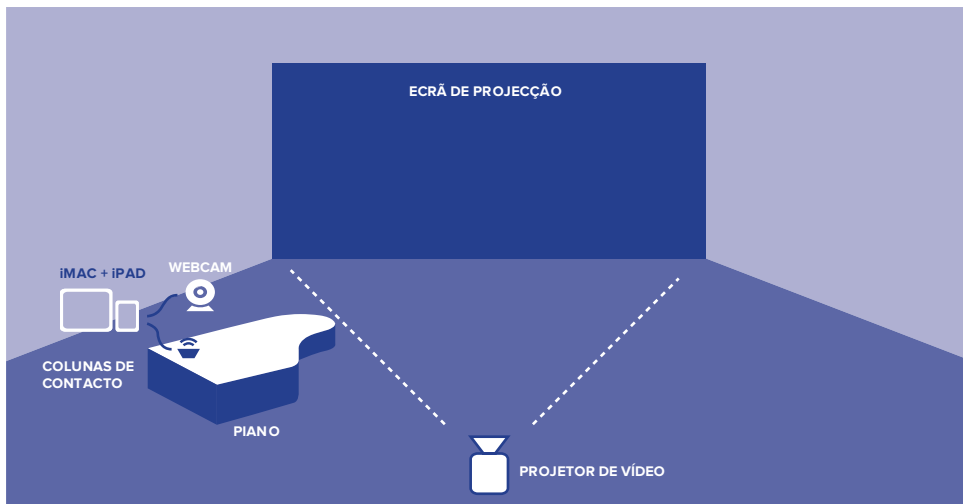 ECRÃ DE PROJECÇÃO
iMAC + iPAD
WEBCAM
COLUNAS DE
CONTACTO
PIANO
PROJETOR DE VÍDEO